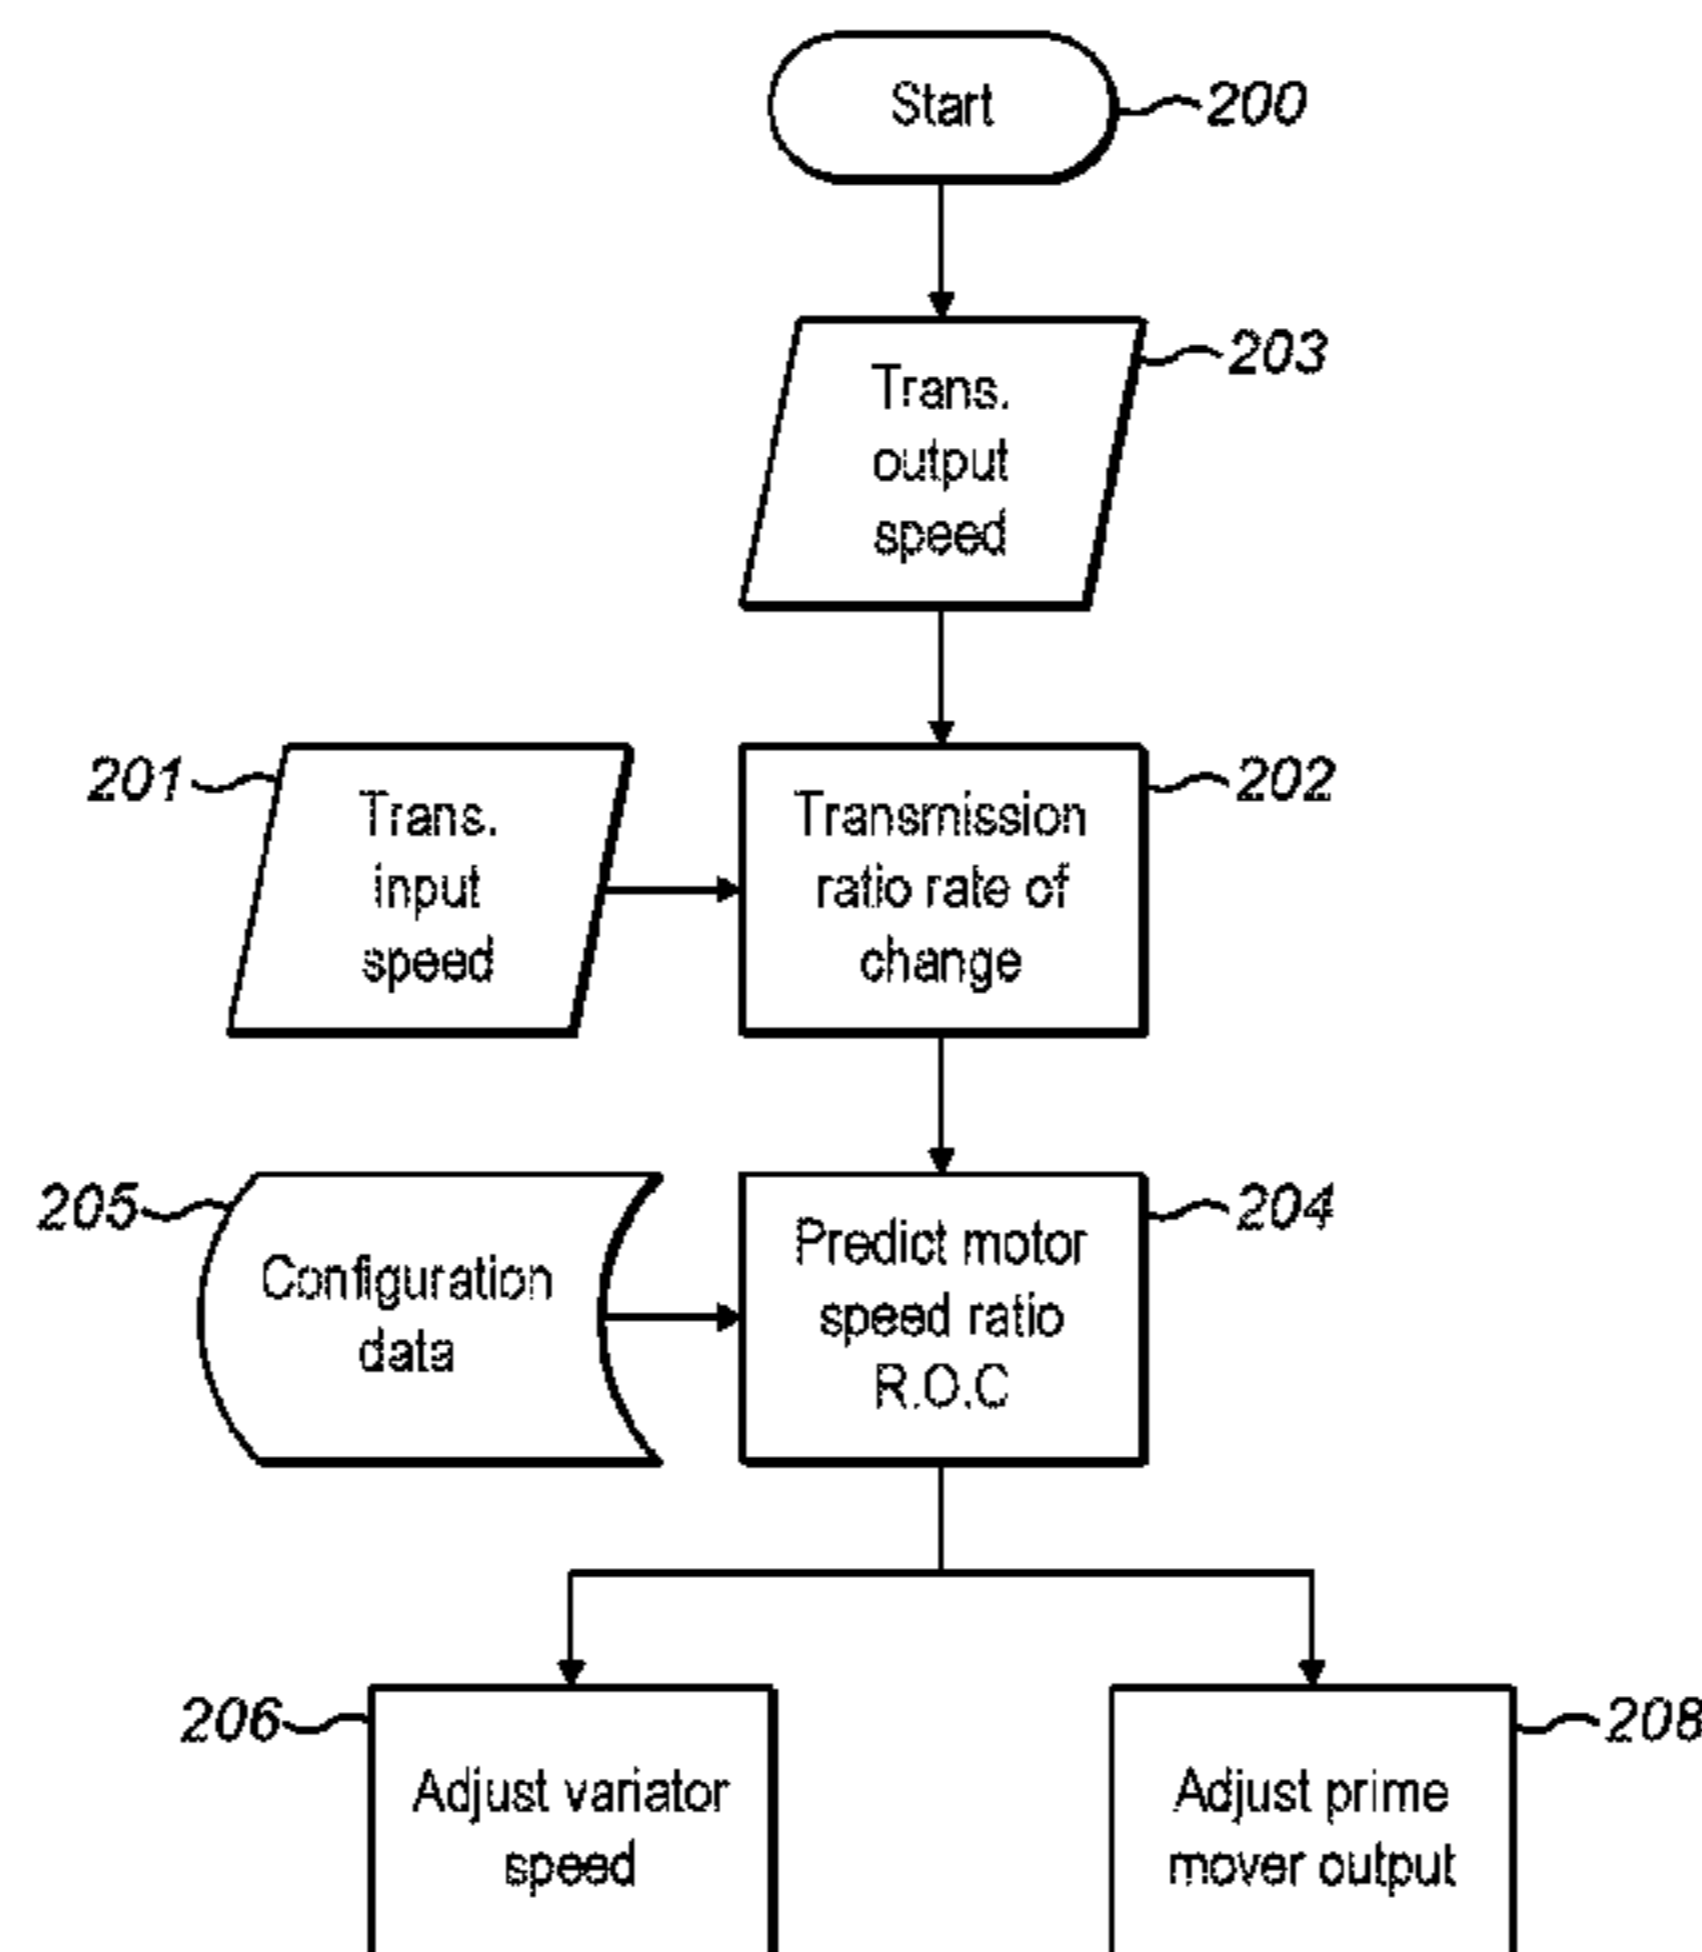 Start
200
Trans.
output
speed
203
201
Trans.
input
speed
Transmission
ratio rate of
change
202
205
Configuration
data
Predict motor
speed ratio
R.O.C
204
206
Adjust variator
speed
Adjust prime
mover output
208